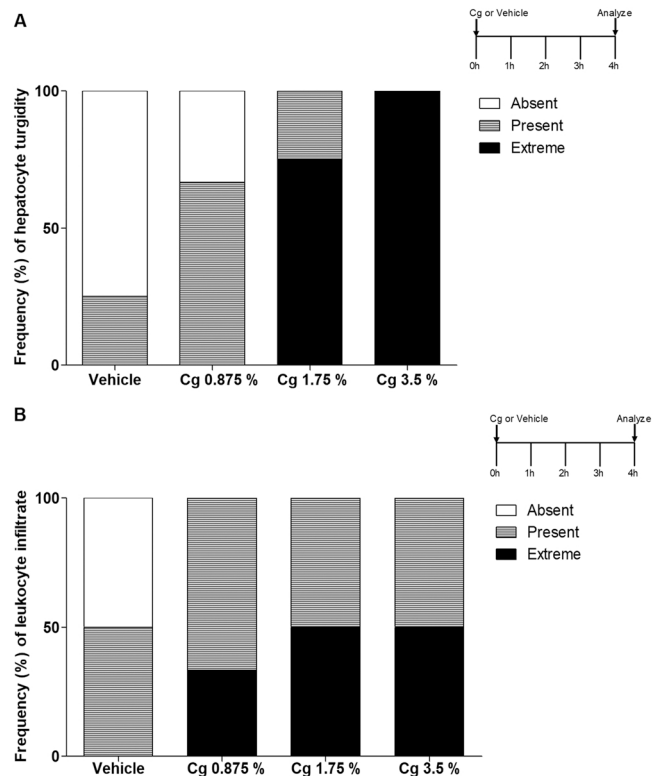 A
Cg or Vehicle Analyze
0h 1h 2h 3h 4h
Frequency (%) of hepatocyte turgidity
100
50
0
Absent
Present
Extreme
Vehicle Cg 0.875 % Cg 1.75 % Cg 3.5 %
B
Cg or Vehicle Analyze
0h 1h 2h 3h 4h
Frequency (%) of leukocyte infiltrate
100
50
0
Absent
Present
Extreme
Vehicle Cg 0.875 % Cg 1.75 % Cg 3.5 %